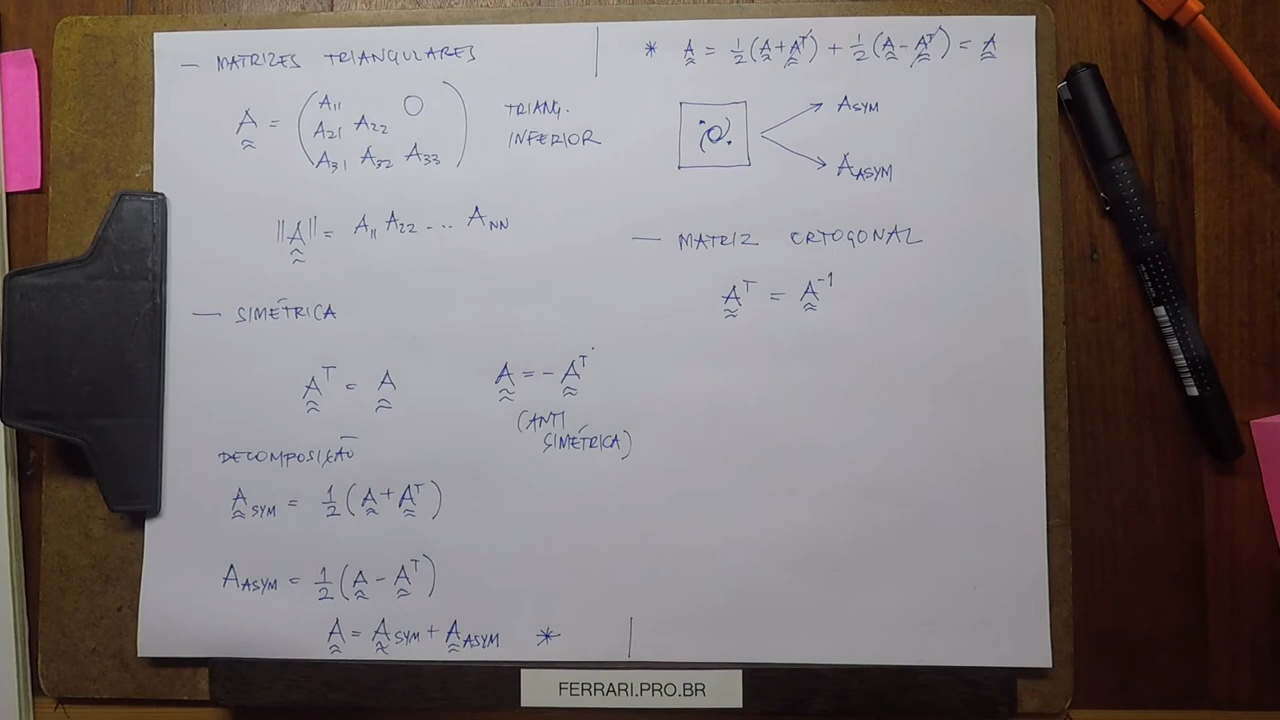 — MATRIZES TRIANGULARES
A = ( A11 0
A21 A22
A31 A32 A33 )
TRIANG.
INFERIOR
||A|| = A11 A22 --- ANN
— SIMÉTRICA
A^T = A
A = -A^T
(ANTI
SIMÉTRICA)
DECOMPOSIÇÃO
A SYM = 1/2 (A + A^T)
A ASYM = 1/2 (A - A^T)
A = A SYM + A ASYM *
* A = 1/2 (A + A^T) + 1/2 (A - A^T) = A
A SYM
A ASYM
— MATRIZ ORTOGONAL
A^T = A^-1
FERRARI.PRO.BR